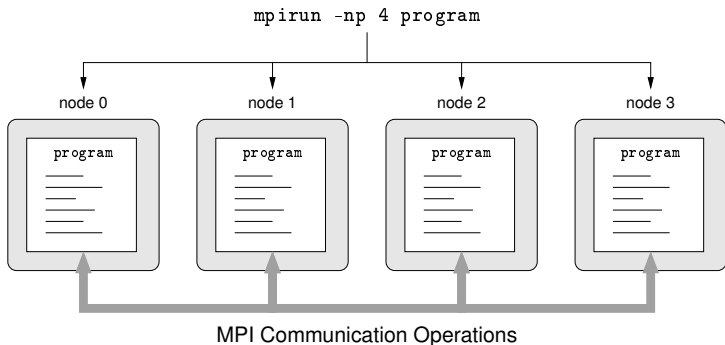 mpirun -np 4 program
node 0 node 1 node 2 node 3
program program program program
MPI Communication Operations